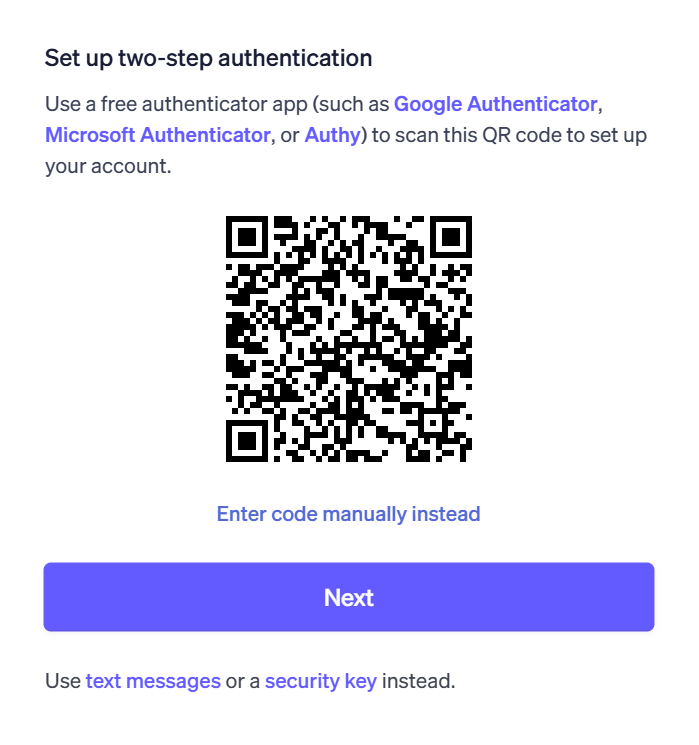 Set up two-step authentication
Use a free authenticator app (such as Google Authenticator,
Microsoft Authenticator, or Authy) to scan this QR code to set up
your account.
Enter code manually instead
Next
Use text messages or a security key instead.